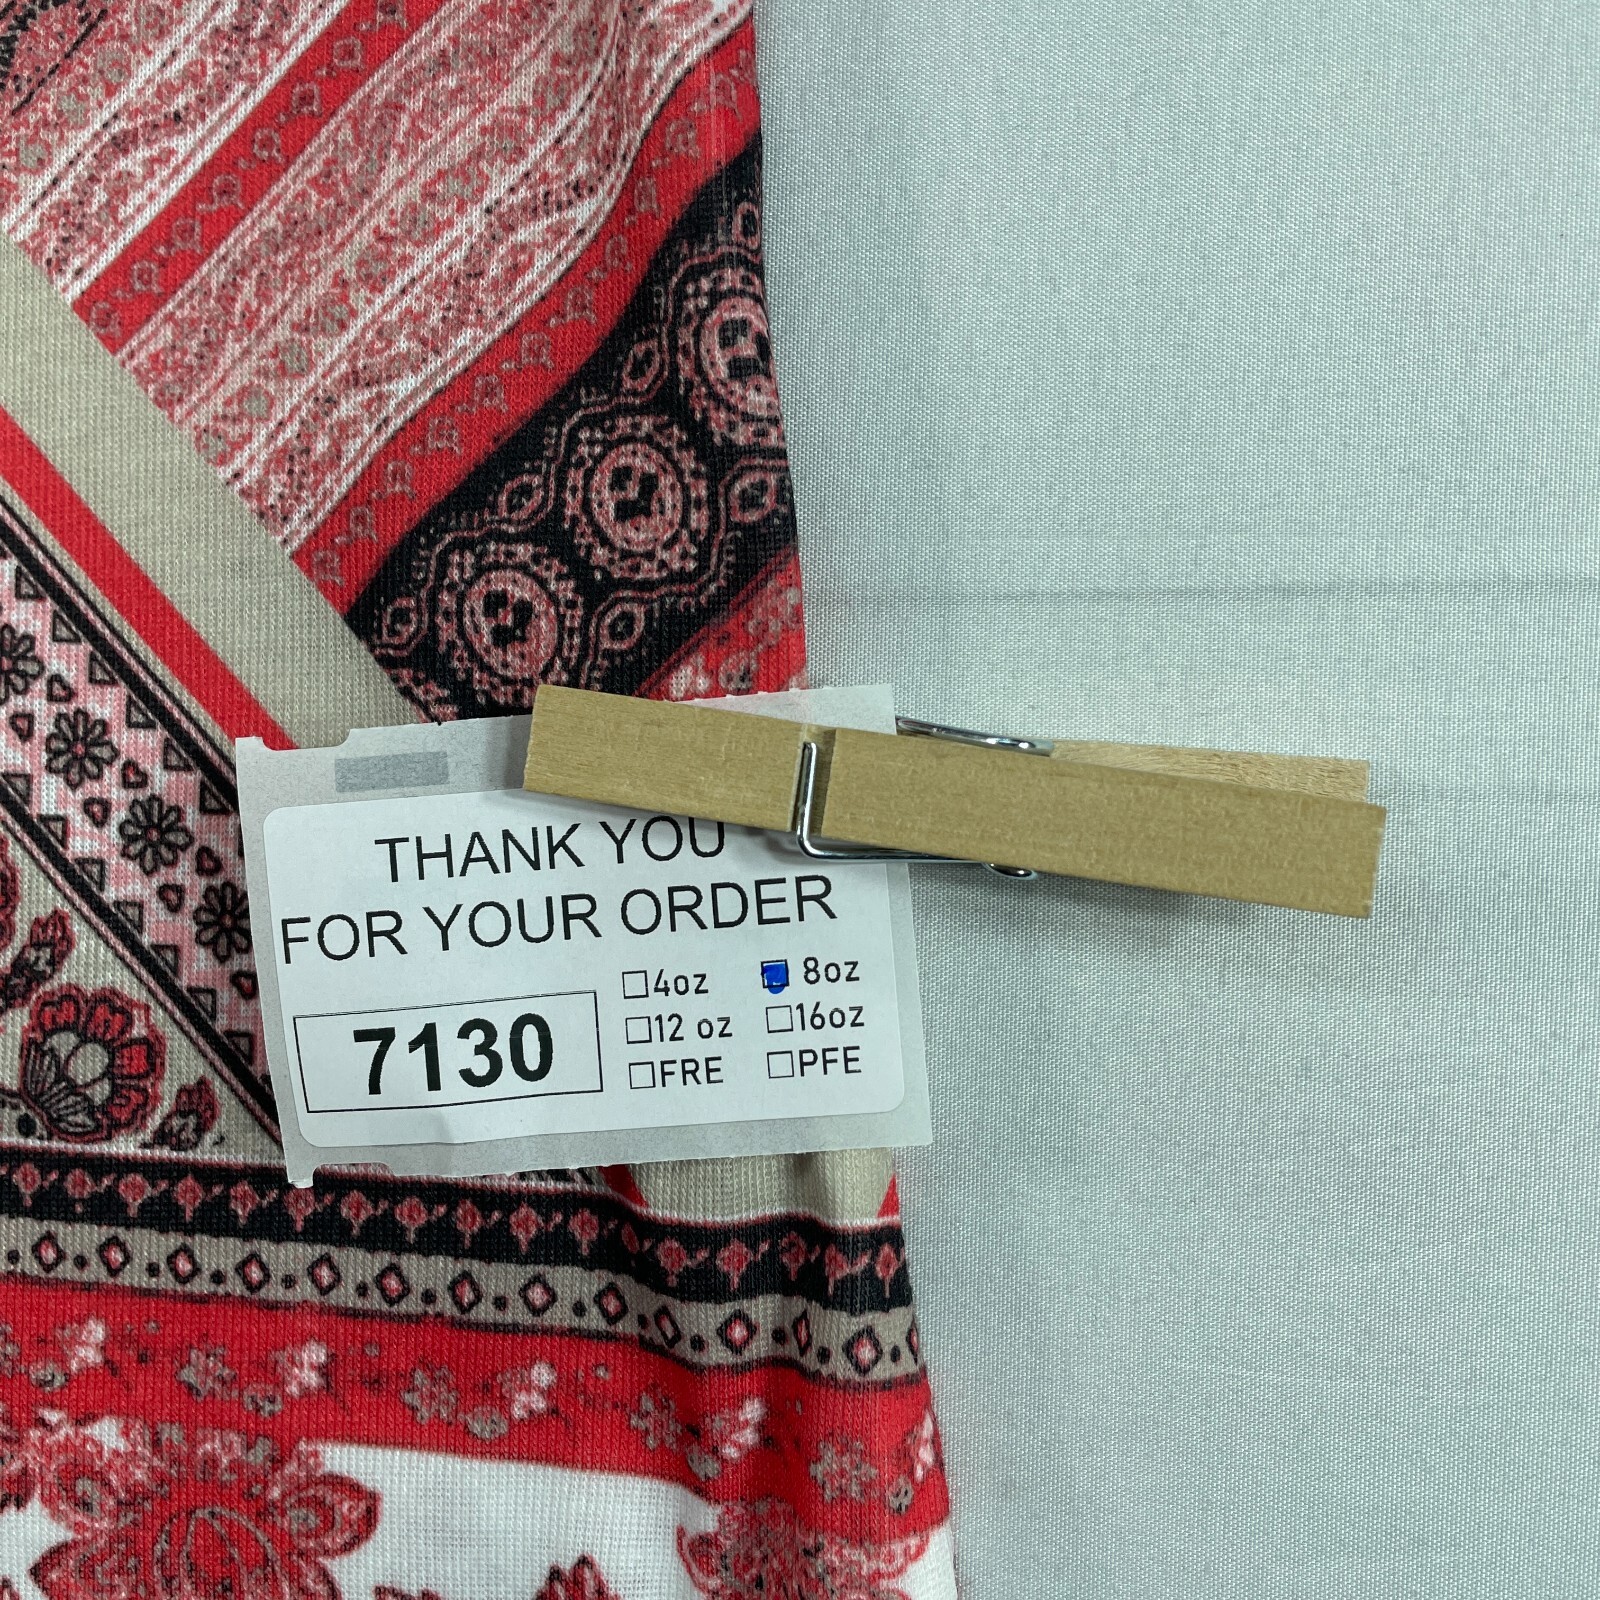 THANK YOU
FOR YOUR ORDER
☐4oz ☑ 8oz
7130 ☐12 oz ☐16oz
☐FRE ☐PFE